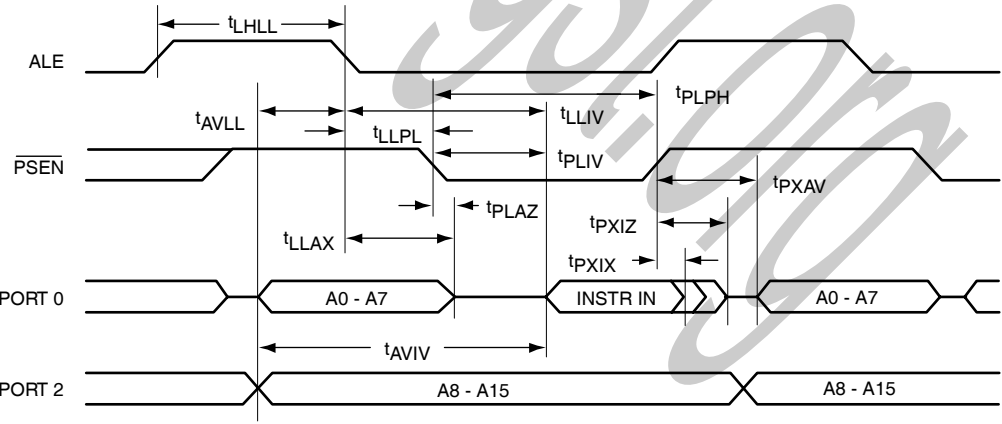 tLHLL
ALE
tPLPH
tAVLL
tLLIV
tLLPL
PSEN
tPLIV
tPXAV
tPLAZ
tPXIZ
tLLAX
tPXIX
PORT 0
A0 - A7
INSTR IN
A0 - A7
tAVIV
PORT 2
A8 - A15
A8 - A15